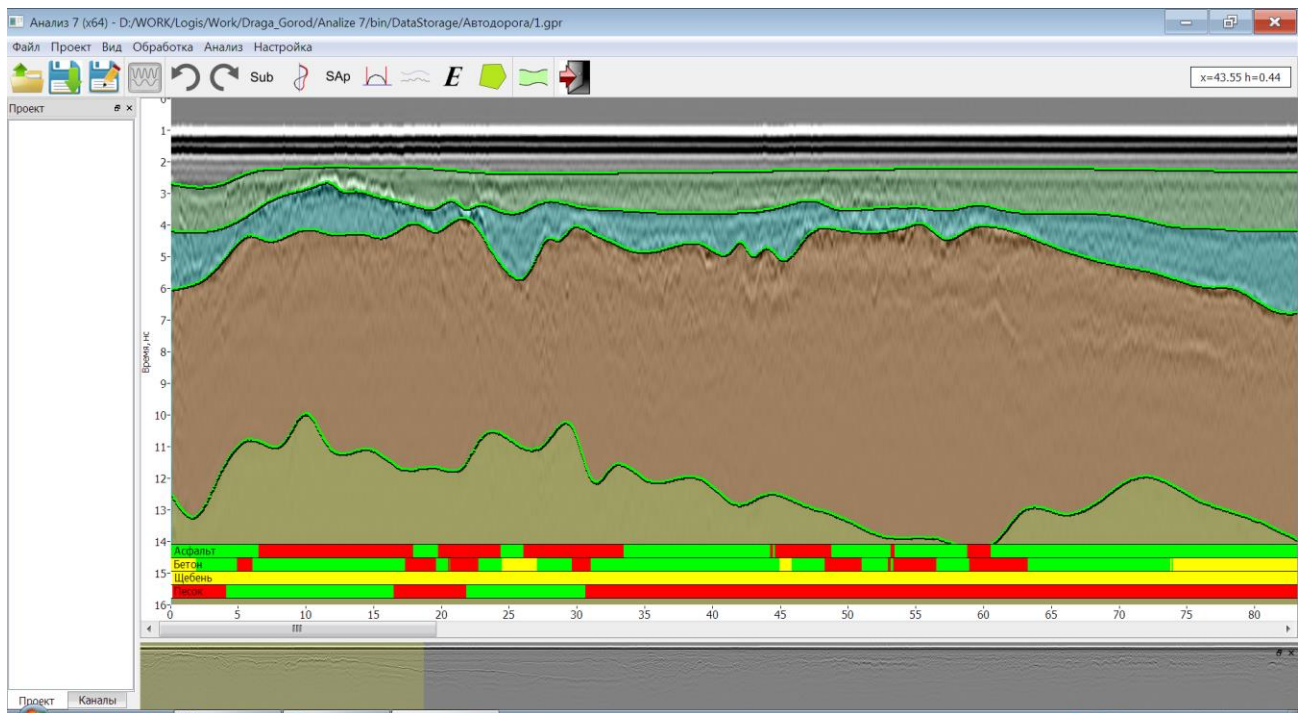 Анализ 7 (x64) - D:/WORK/Logis/Work/Draga_Gorod/Analize 7/bin/DataStorage/Автодорога/1.gpr
Файл Проект Вид Обработка Анализ Настройка
Sub SAp E x=43.55 h=0.44
Проект
0
1
2
3
4
5
6
7
Время, нс
8
9
10
11
12
13
14
Асфальт
Бетон
15
Щебень
Песок
16
0 5 10 15 20 25 30 35 40 45 50 55 60 65 70 75 80
Проект Каналы